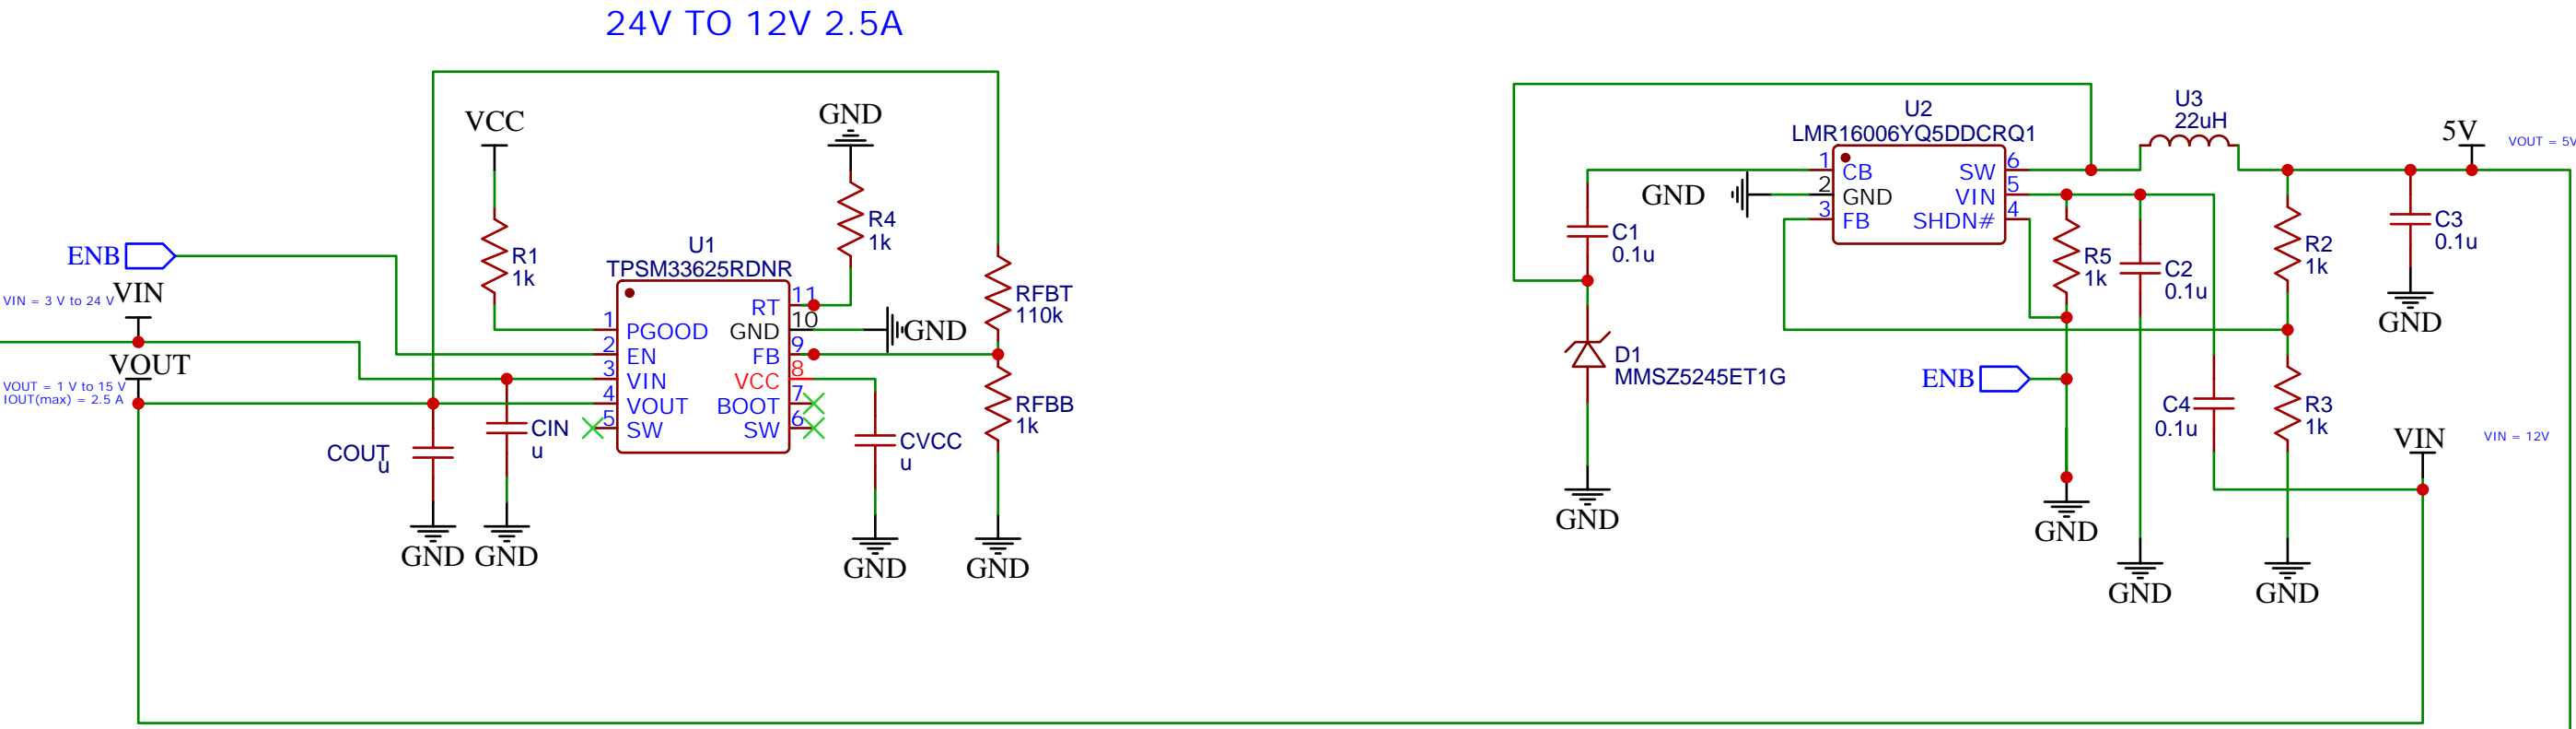 24V TO 12V 2.5A
VCC
GND
R4
1k
ENB
R1
1k
U1
TPSM33625RDNR
VIN = 3 V to 24 V
VIN
VOUT
VOUT = 1 V to 15 V
IOUT(max) = 2.5 A
1
PGOOD
2
EN
3
VIN
4
VOUT
5
SW
11
RT
10
GND
9
FB
8
VCC
7
BOOT
6
SW
GND
RFBT
110k
RFBB
1k
COUT
u
CIN
u
CVCC
u
GND
GND
GND
GND
U2
LMR16006YQ5DDCRQ1
1
CB
2
GND
3
FB
6
SW
5
VIN
4
SHDN#
GND
U3
22uH
5V
VOUT = 5V
C1
0.1u
D1
MMSZ5245ET1G
GND
R5
1k
C2
0.1u
R2
1k
C3
0.1u
GND
ENB
C4
0.1u
R3
1k
VIN
VIN = 12V
GND
GND
GND